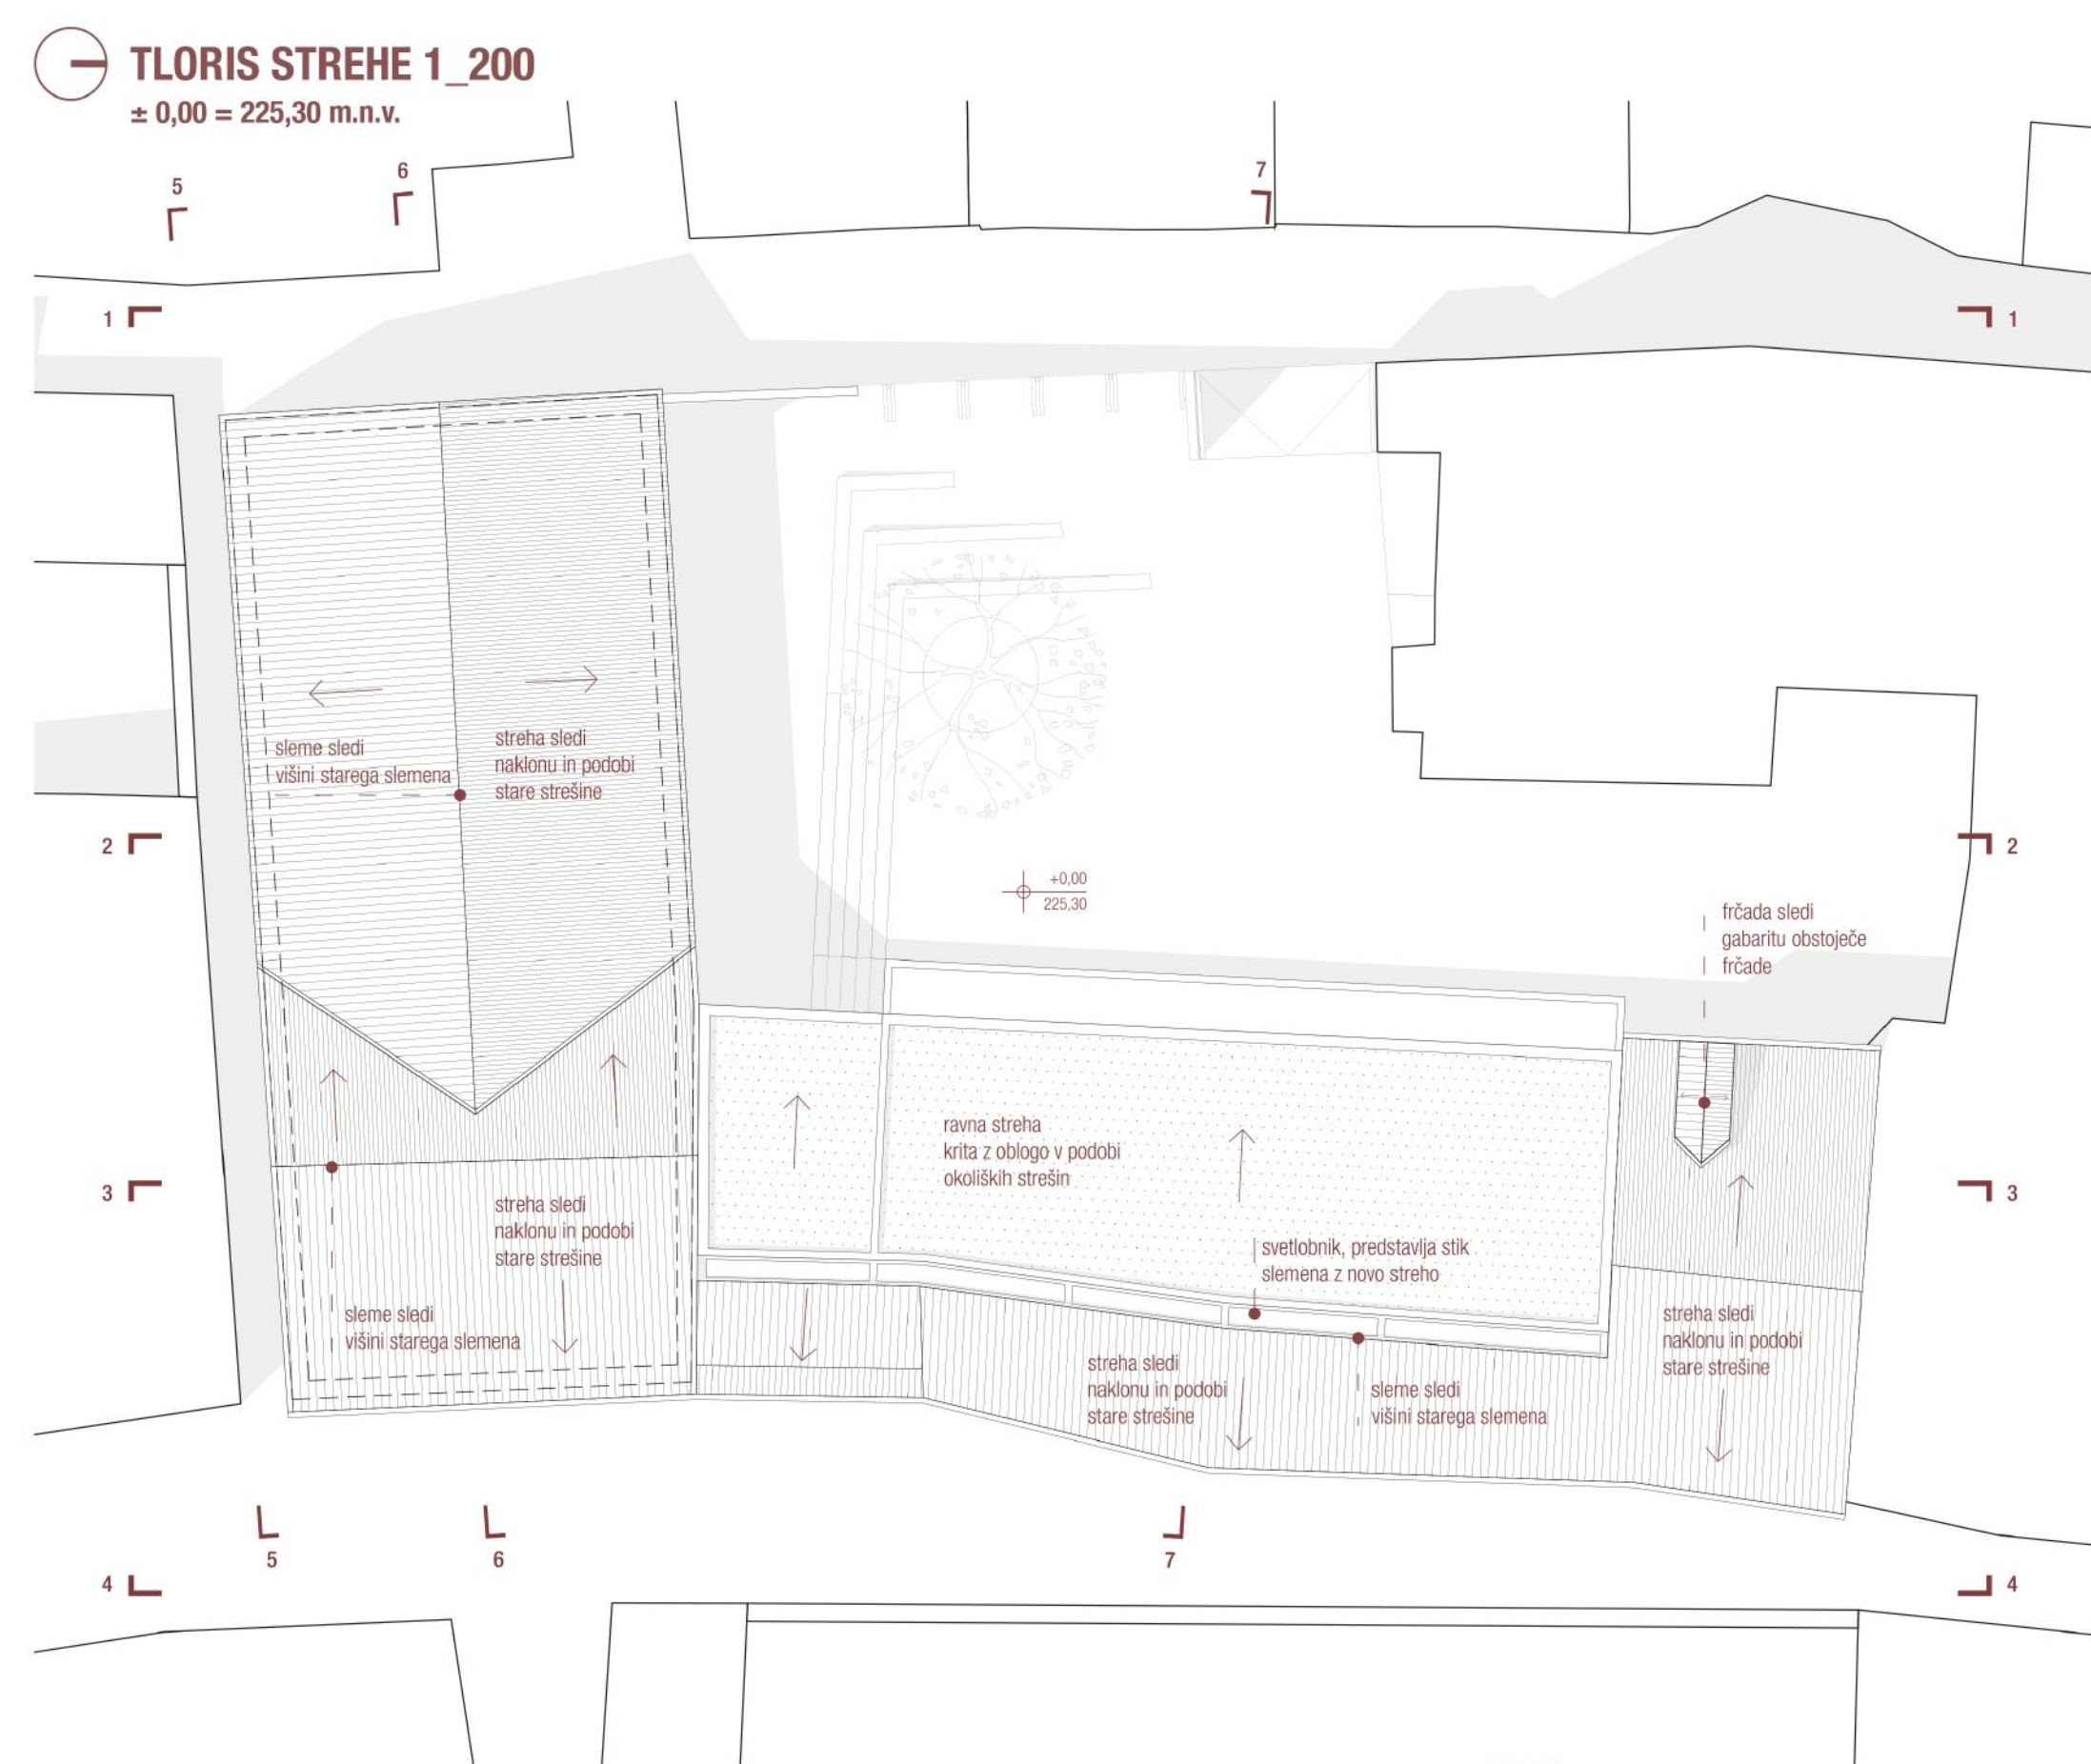 TLORIS STREHE 1_200
± 0,00 = 225,30 m.n.v.
5
6
7
1
1
sleme sledi
višini starega slemena
streha sledi
naklonu in podobi
stare strešine
2
2
+0,00
225,30
frčada sledi
gabaritu obstoječe
frčade
ravna streha
krita z oblogo v podobi
okoliških strešin
3
3
streha sledi
naklonu in podobi
stare strešine
svetlobnik, predstavlja stik
slemena z novo streho
sleme sledi
višini starega slemena
streha sledi
naklonu in podobi
stare strešine
streha sledi
naklonu in podobi
stare strešine
sleme sledi
višini starega slemena
5
6
7
4
4